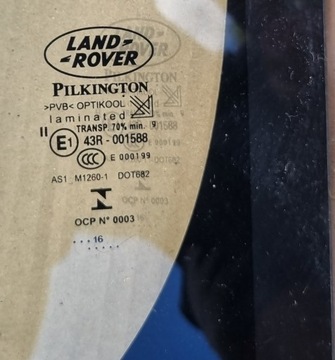 LAND-
-ROVER
PILKINGTON
>PVB< OPTIKOOL
laminated
TRANSP. 70% min. g
II E1 43R-001588
CCC E 000199
AS1 M1260-1 DOT682
OCP N° 0003
...16